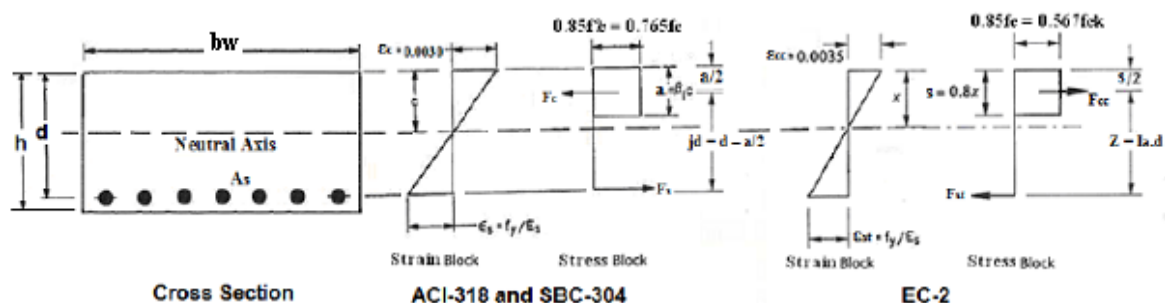 bw
h
d
Neutral Axis
As
Cross Section
εc = 0.0030
c
εs = fy/Es
Strain Block
0.85f'c = 0.765fc
a/2
a = β1c
Fc
jd = d - a/2
Fs
Stress Block
ACI-318 and SBC-304
εcc = 0.0035
x
εst = fy/Es
Strain Block
0.85fc = 0.567fck
S/2
s = 0.8x
Fcc
Z = la.d
Fst
Stress Block
EC-2